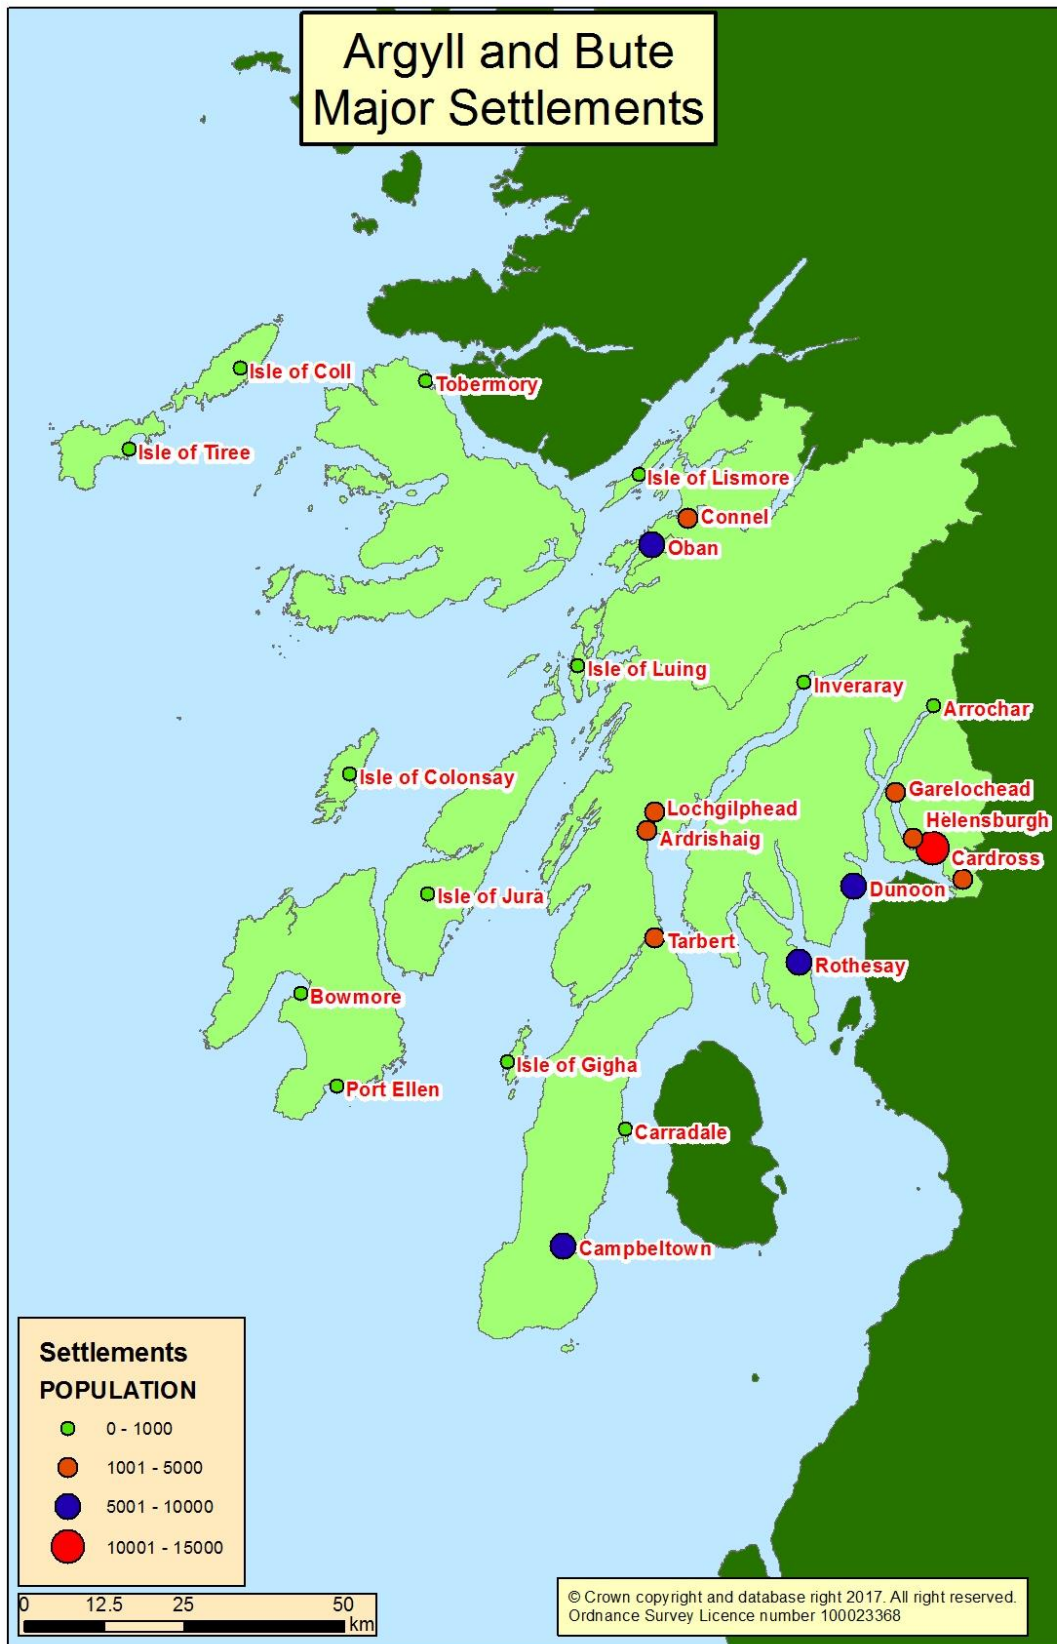 Argyll and Bute
Major Settlements
Isle of Coll
Tobermory
Isle of Tiree
Isle of Lismore
Connel
Oban
Isle of Luing
Inveraray
Arrochar
Isle of Colonsay
Garelochead
Lochgilphead
Helensburgh
Ardrishaig
Cardross
Dunoon
Isle of Jura
Tarbert
Rothesay
Bowmore
Isle of Gigha
Port Ellen
Carradale
Campbeltown
Settlements
POPULATION
0 - 1000
1001 - 5000
5001 - 10000
10001 - 15000
0 12.5 25 50
km
© Crown copyright and database right 2017. All right reserved.
Ordnance Survey Licence number 100023368